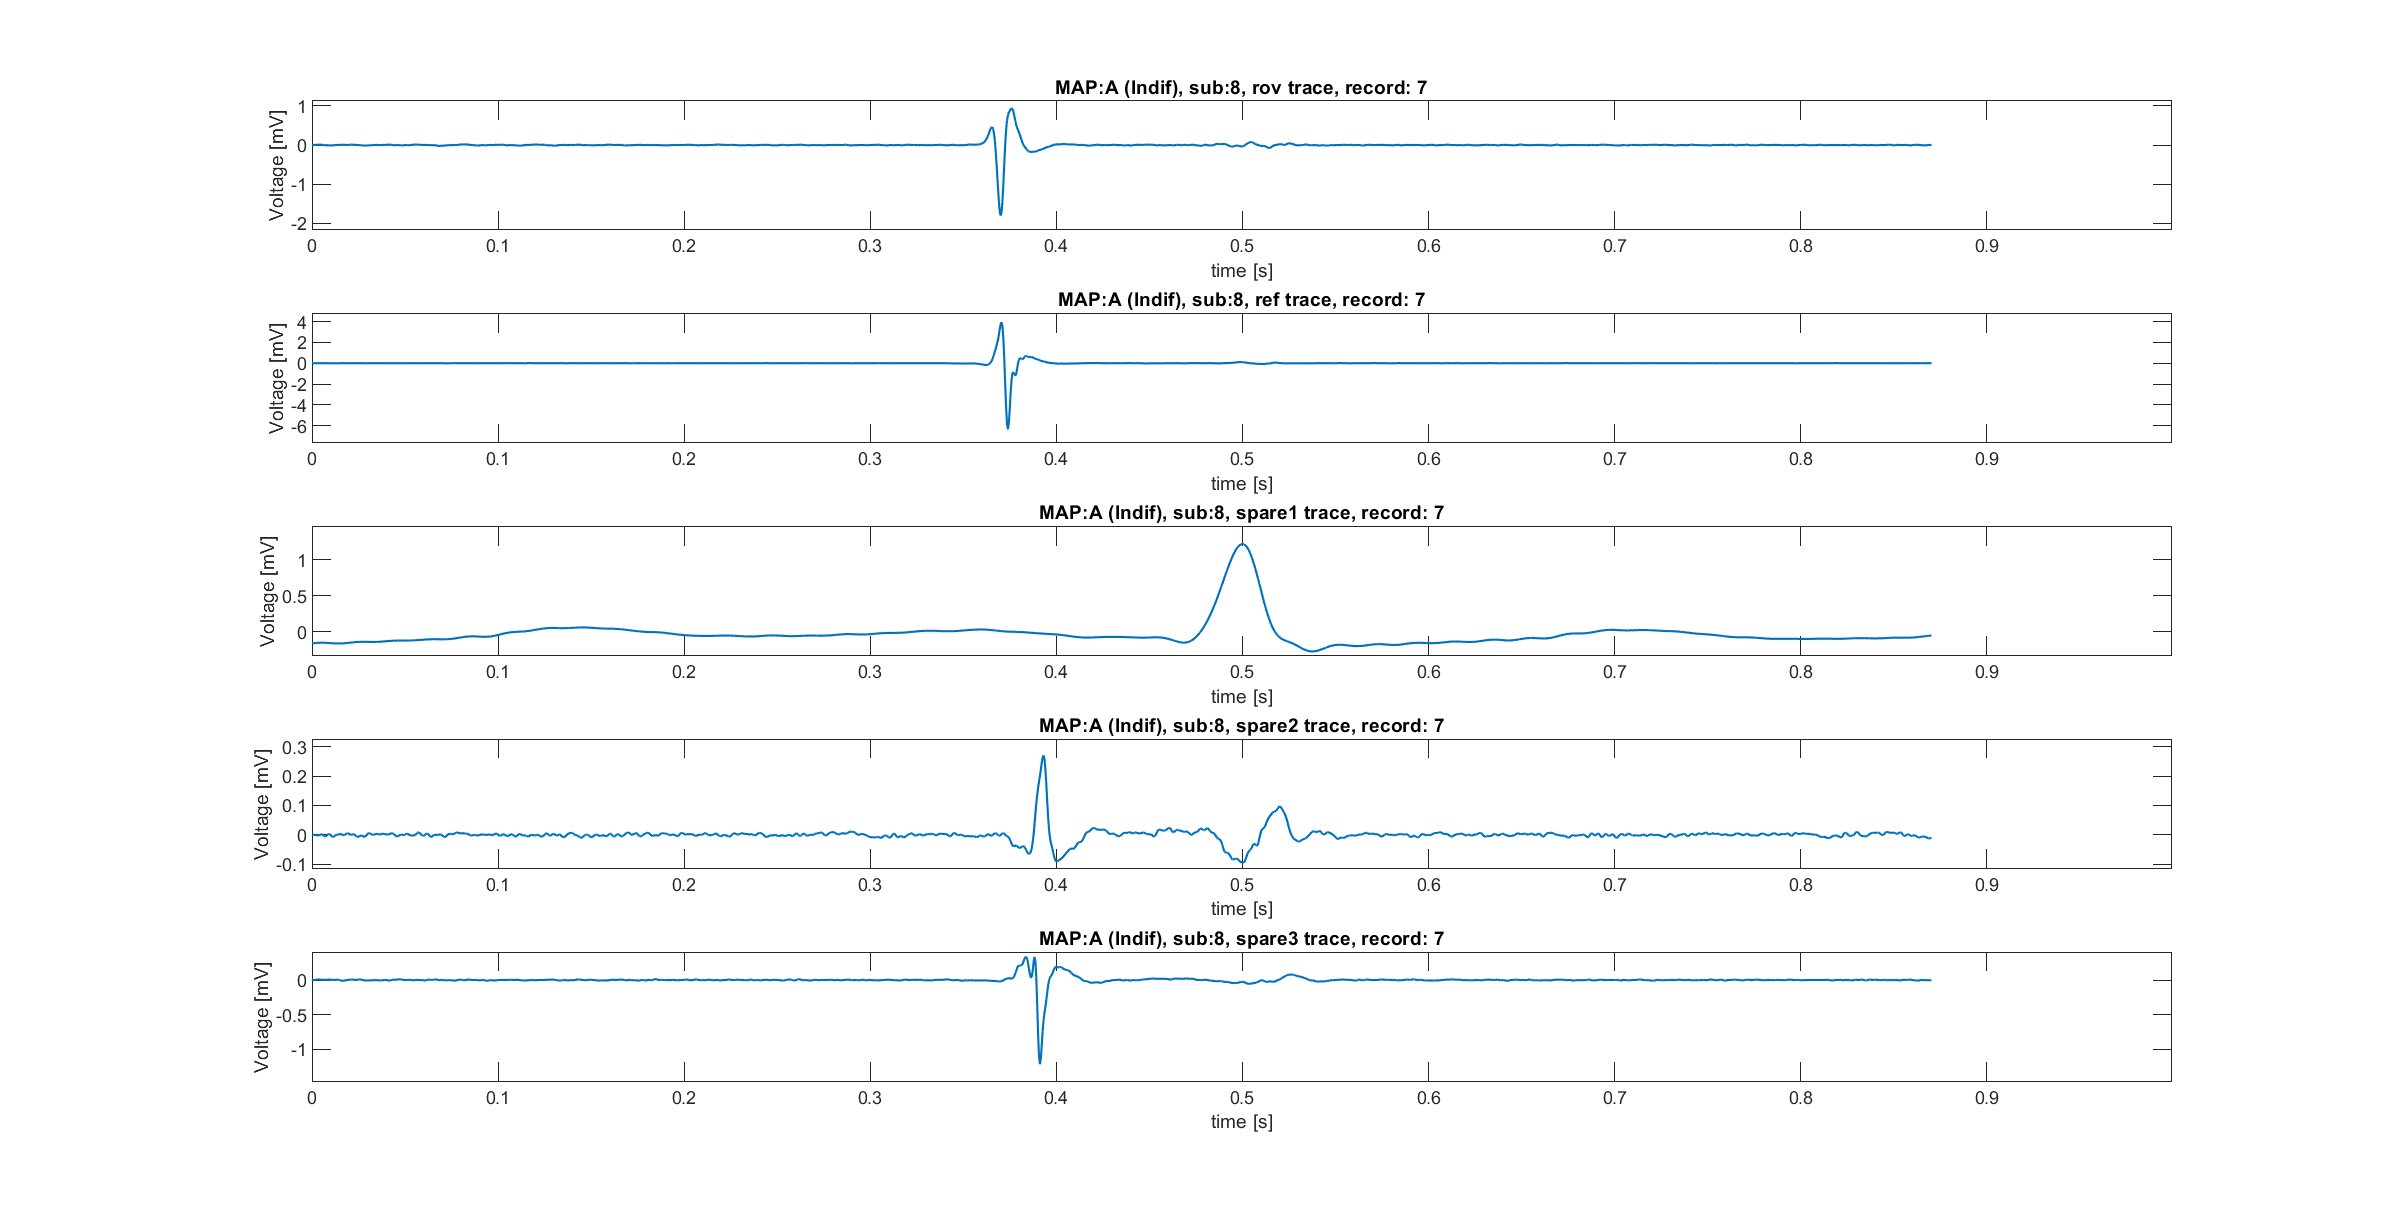 MAP:A (Indif), sub:8, rov trace, record: 7
Voltage [mV]
1
0
-1
-2
0 0.1 0.2 0.3 0.4 0.5 0.6 0.7 0.8 0.9
time [s]
MAP:A (Indif), sub:8, ref trace, record: 7
Voltage [mV]
4
2
0
-2
-4
-6
0 0.1 0.2 0.3 0.4 0.5 0.6 0.7 0.8 0.9
time [s]
MAP:A (Indif), sub:8, spare1 trace, record: 7
Voltage [mV]
1
0.5
0
0 0.1 0.2 0.3 0.4 0.5 0.6 0.7 0.8 0.9
time [s]
MAP:A (Indif), sub:8, spare2 trace, record: 7
Voltage [mV]
0.3
0.2
0.1
0
-0.1
0 0.1 0.2 0.3 0.4 0.5 0.6 0.7 0.8 0.9
time [s]
MAP:A (Indif), sub:8, spare3 trace, record: 7
Voltage [mV]
0
-0.5
-1
0 0.1 0.2 0.3 0.4 0.5 0.6 0.7 0.8 0.9
time [s]